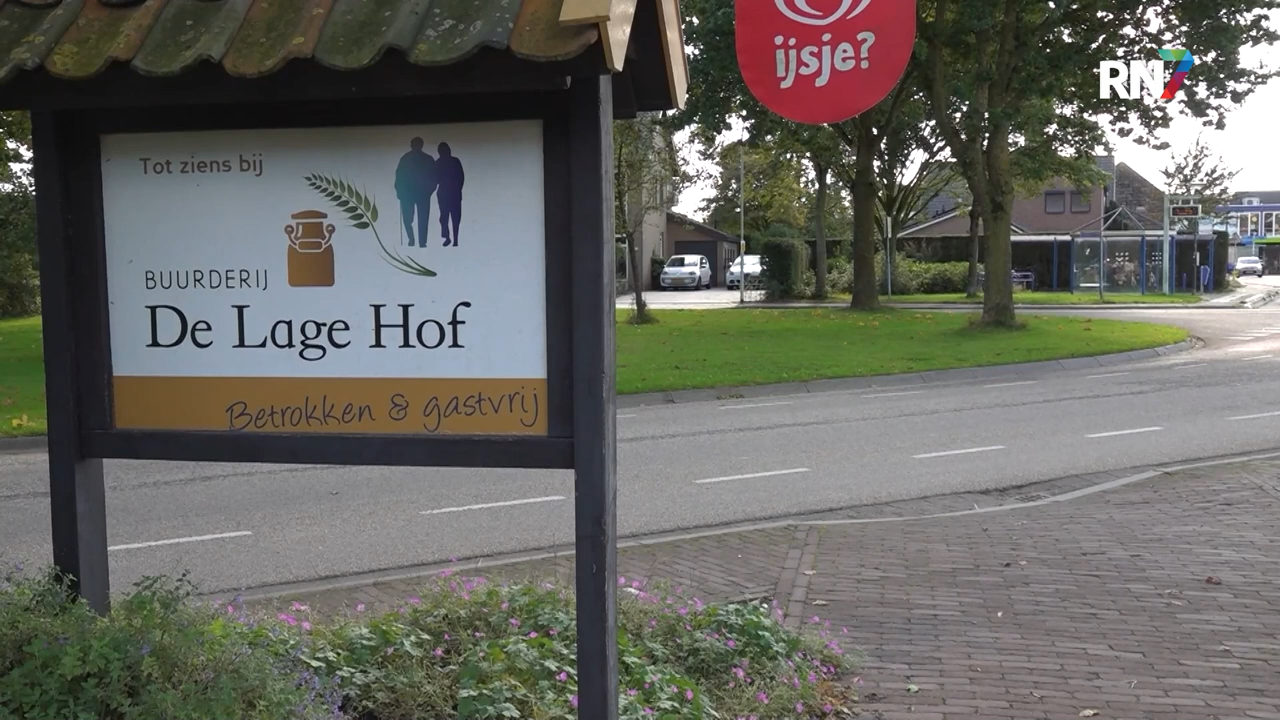 ijsje?
RN7
Tot ziens bij
BUURDERIJ
De Lage Hof
Betrokken & gastvrij